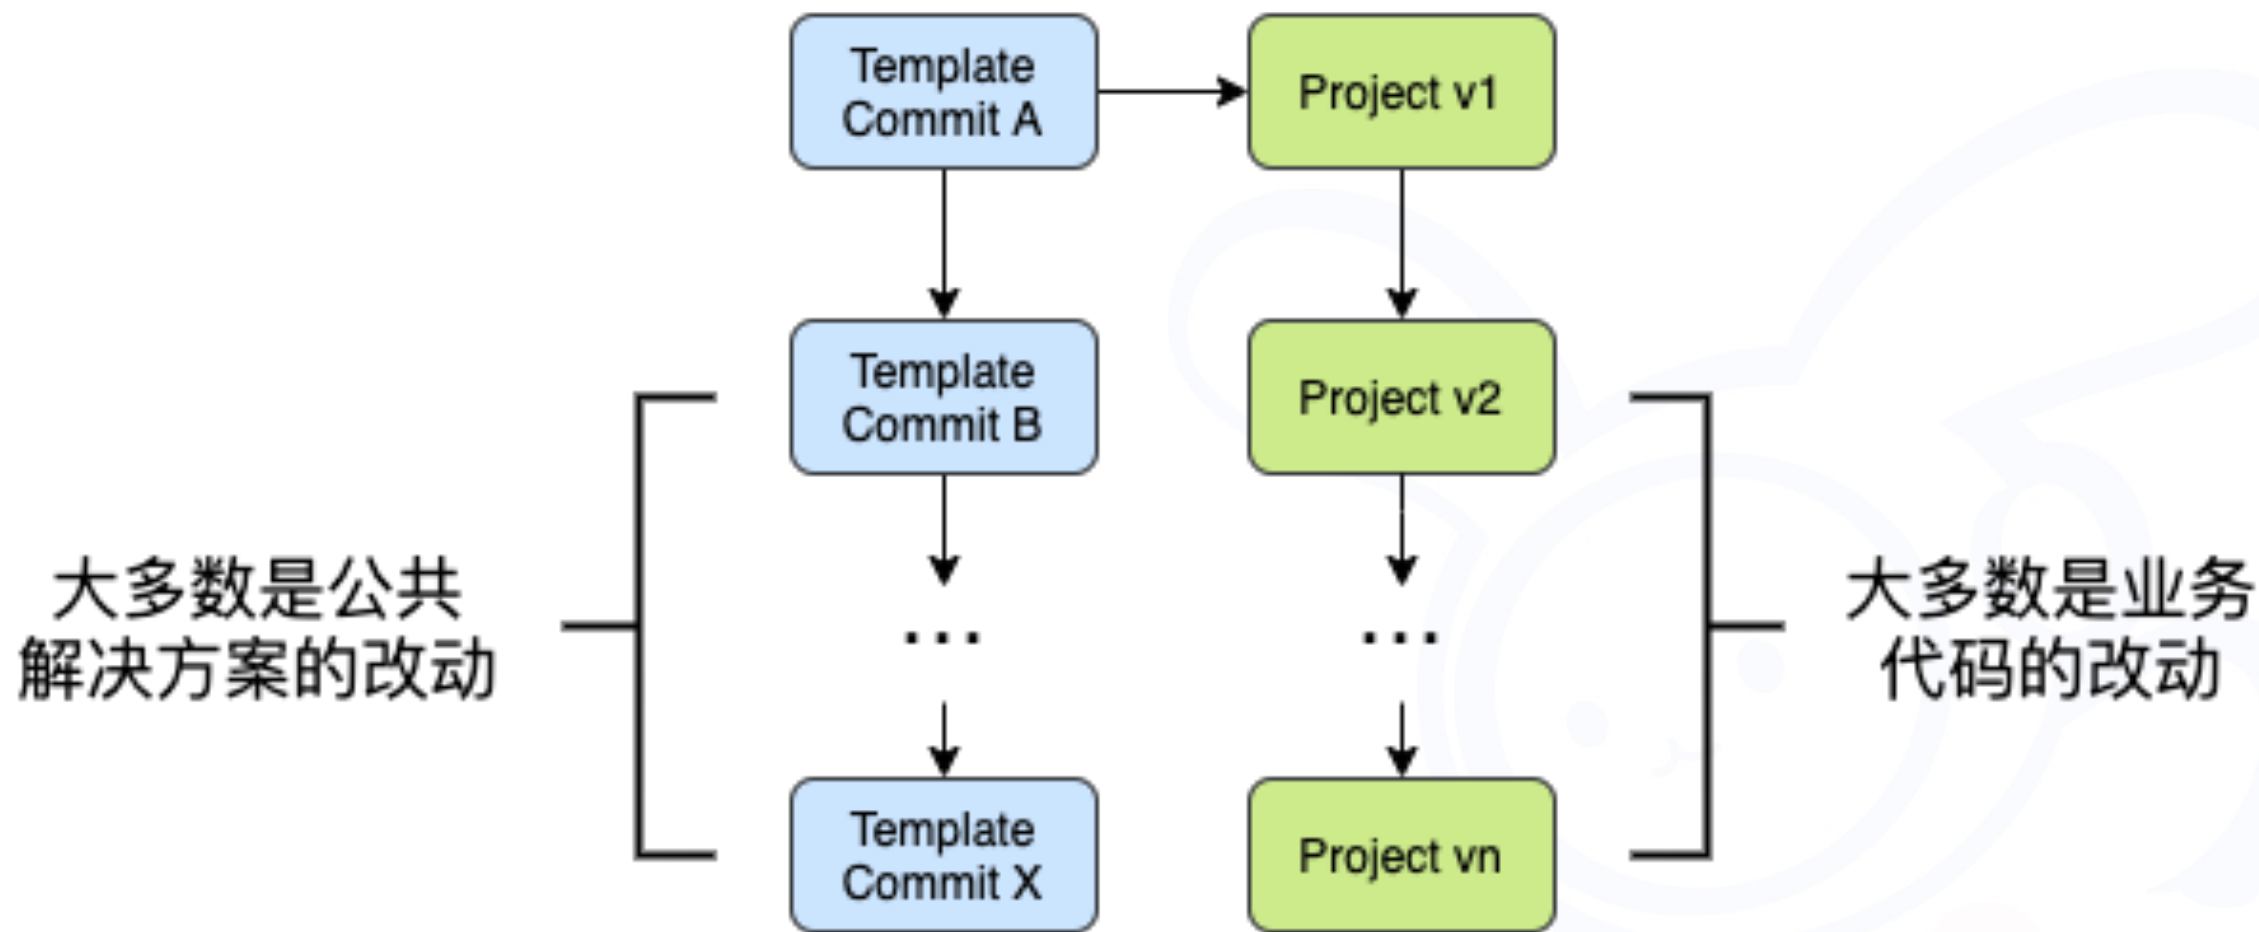 Template
Commit A
Project v1
Template
Commit B
Project v2
大多数是公共
解决方案的改动
...
...
大多数是业务
代码的改动
Template
Commit X
Project vn